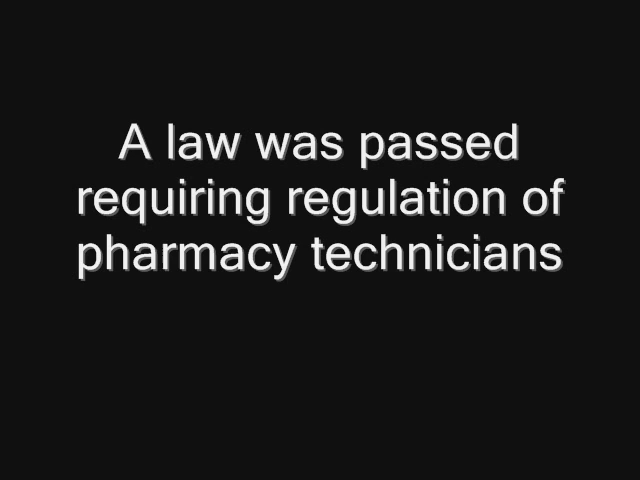 A law was passed
requiring regulation of
pharmacy technicians